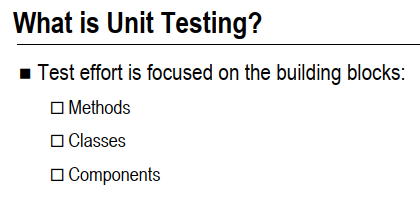 What is Unit Testing?
■ Test effort is focused on the building blocks:
□ Methods
□ Classes
□ Components